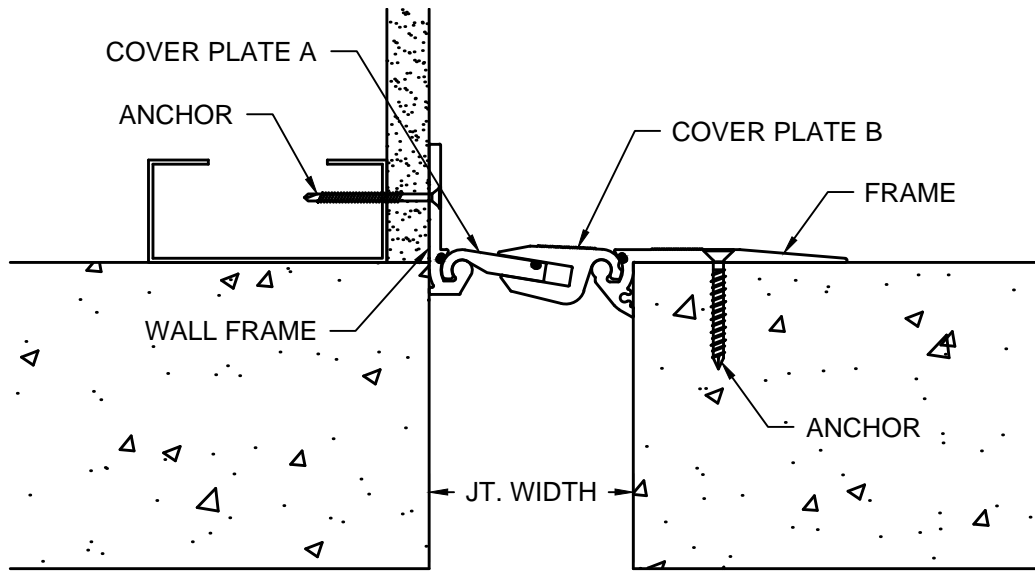 COVER PLATE A
ANCHOR
COVER PLATE B
FRAME
WALL FRAME
ANCHOR
JT. WIDTH